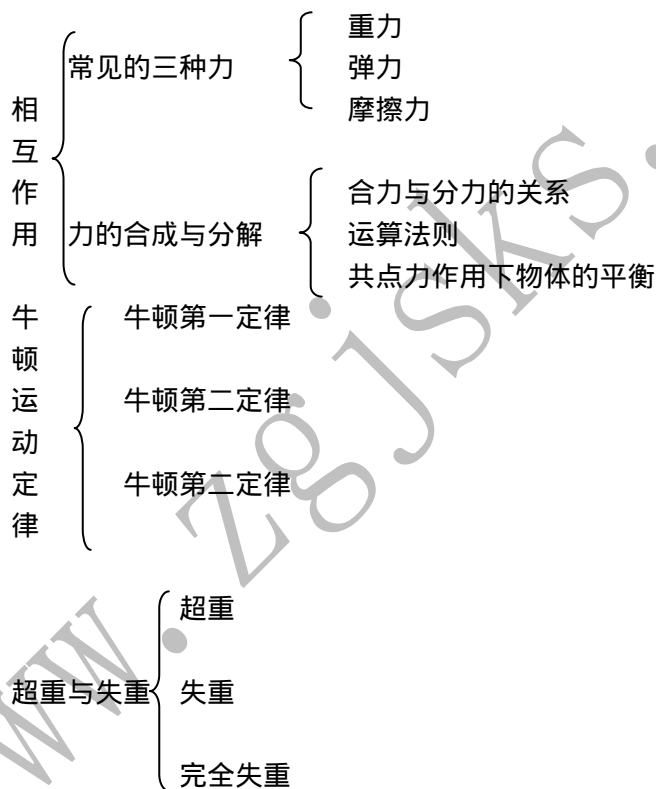 相互作用
常见的三种力
重力
弹力
摩擦力
力的合成与分解
合力与分力的关系
运算法则
共点力作用下物体的平衡
牛顿运动定律
牛顿第一定律
牛顿第二定律
牛顿第二定律
超重与失重
超重
失重
完全失重
www.zgjsks.